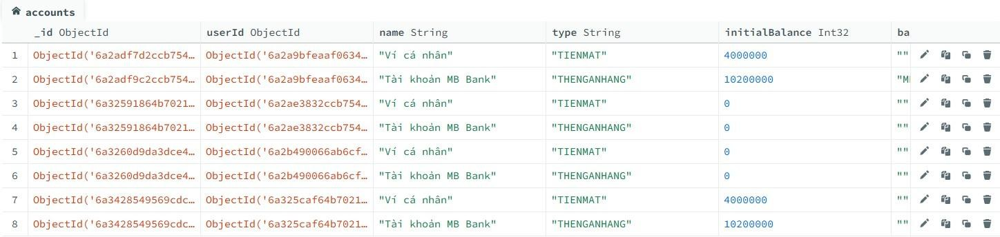 accounts
_id ObjectId userId ObjectId name String type String initialBalance Int32 ba
1 ObjectId('6a2adf7d2ccb754… ObjectId('6a2a9bfeaaf0634… "Ví cá nhân" "TIENMAT" 4000000 ""
2 ObjectId('6a2adf9c2ccb754… ObjectId('6a2a9bfeaaf0634… "Tài khoản MB Bank" "THENGANHANG" 10200000 "M
3 ObjectId('6a32591864b7021… ObjectId('6a2ae3832ccb754… "Ví cá nhân" "TIENMAT" 0 ""
4 ObjectId('6a32591864b7021… ObjectId('6a2ae3832ccb754… "Tài khoản MB Bank" "THENGANHANG" 0 ""
5 ObjectId('6a3260d9da3dce4… ObjectId('6a2b490066ab6cf… "Ví cá nhân" "TIENMAT" 0 ""
6 ObjectId('6a3260d9da3dce4… ObjectId('6a2b490066ab6cf… "Tài khoản MB Bank" "THENGANHANG" 0 ""
7 ObjectId('6a3428549569cdc… ObjectId('6a325caf64b7021… "Ví cá nhân" "TIENMAT" 4000000 ""
8 ObjectId('6a3428549569cdc… ObjectId('6a325caf64b7021… "Tài khoản MB Bank" "THENGANHANG" 10200000 ""